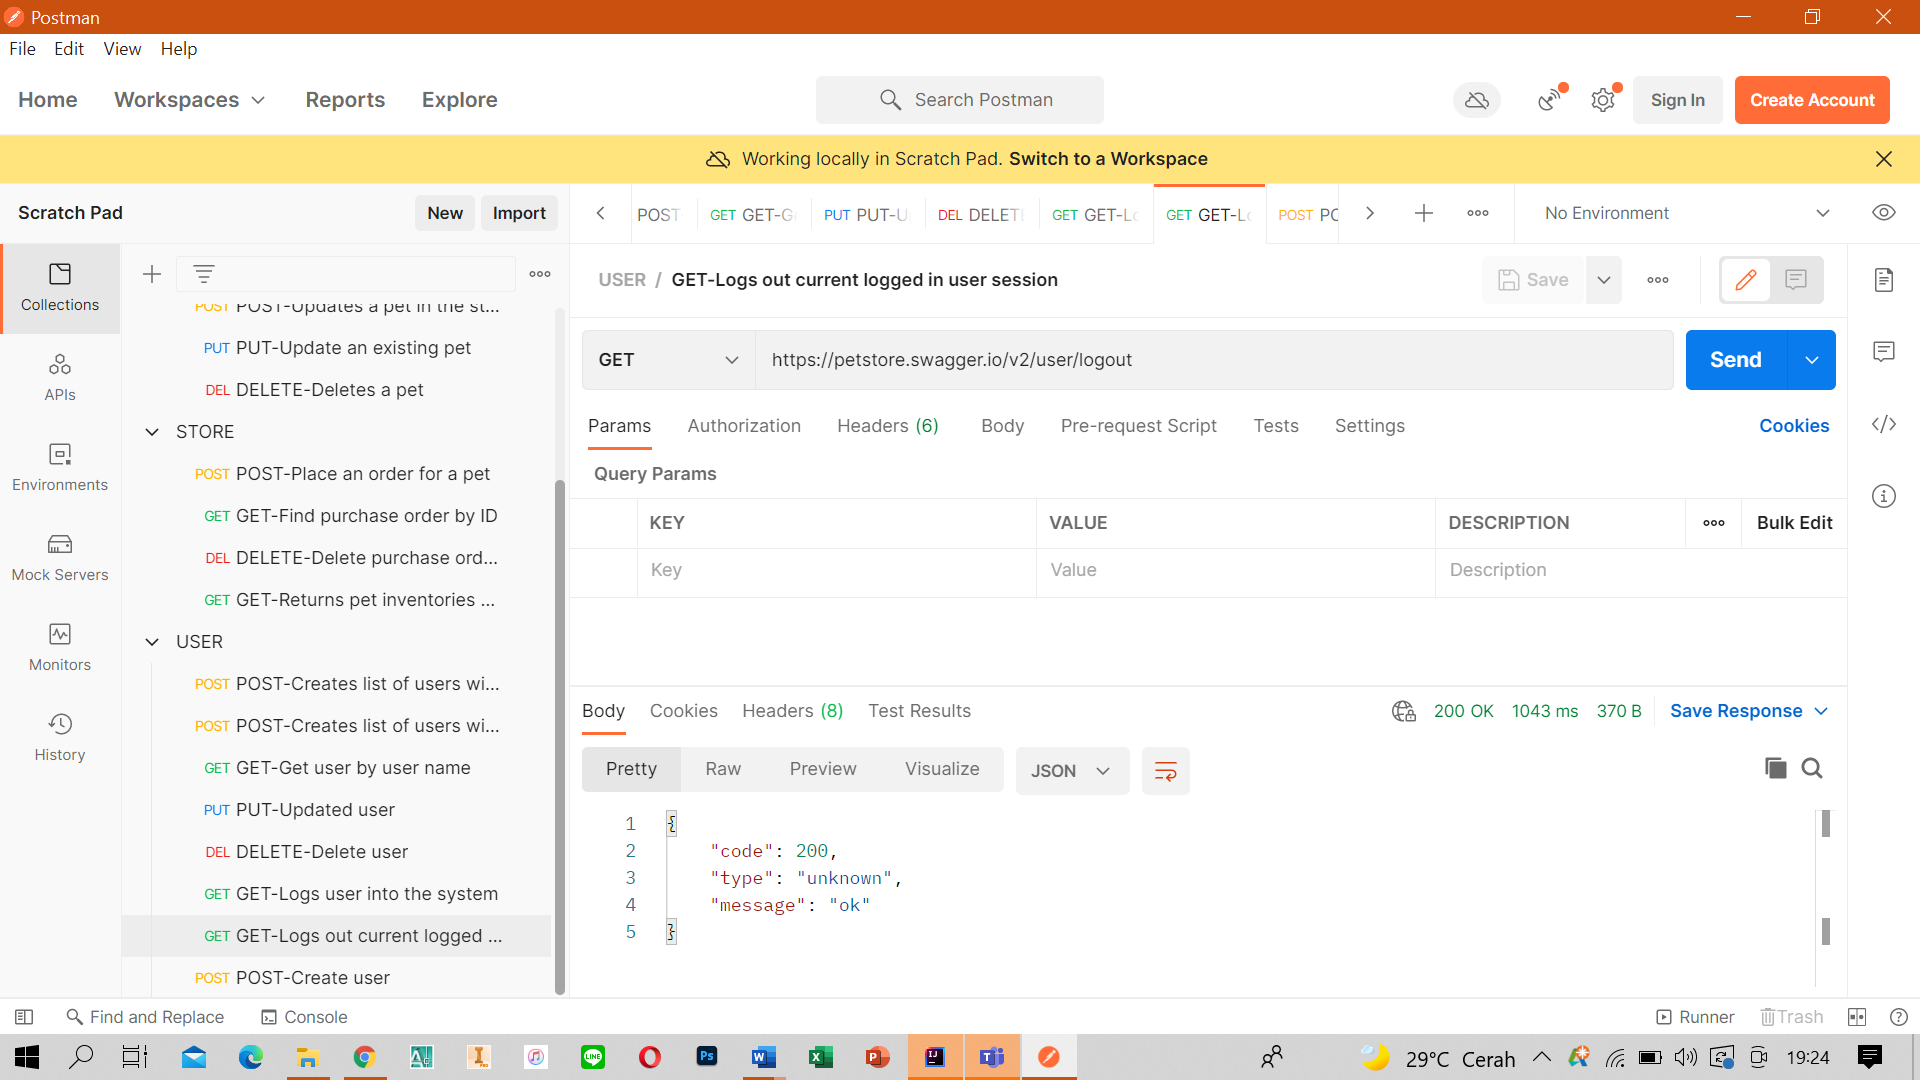 Postman
File Edit View Help
Home Workspaces Reports Explore Search Postman Sign In Create Account
Working locally in Scratch Pad. Switch to a Workspace
Scratch Pad New Import
POST GET GET-G PUT PUT-U DEL DELET GET GET-L GET GET-L POST PO No Environment
Collections
APIs
Environments
Mock Servers
Monitors
History
POST POST-Updates a pet in the st...
PUT PUT-Update an existing pet
DEL DELETE-Deletes a pet
STORE
POST POST-Place an order for a pet
GET GET-Find purchase order by ID
DEL DELETE-Delete purchase ord...
GET GET-Returns pet inventories ...
USER
POST POST-Creates list of users wi...
POST POST-Creates list of users wi...
GET GET-Get user by user name
PUT PUT-Updated user
DEL DELETE-Delete user
GET GET-Logs user into the system
GET GET-Logs out current logged ...
POST POST-Create user
USER / GET-Logs out current logged in user session Save
GET https://petstore.swagger.io/v2/user/logout Send
Params Authorization Headers (6) Body Pre-request Script Tests Settings Cookies
Query Params
KEY VALUE DESCRIPTION Bulk Edit
Key Value Description
Body Cookies Headers (8) Test Results 200 OK 1043 ms 370 B Save Response
Pretty Raw Preview Visualize JSON
1 {
2 "code": 200,
3 "type": "unknown",
4 "message": "ok"
5 }
Find and Replace Console Runner Trash
29°C Cerah 19:24